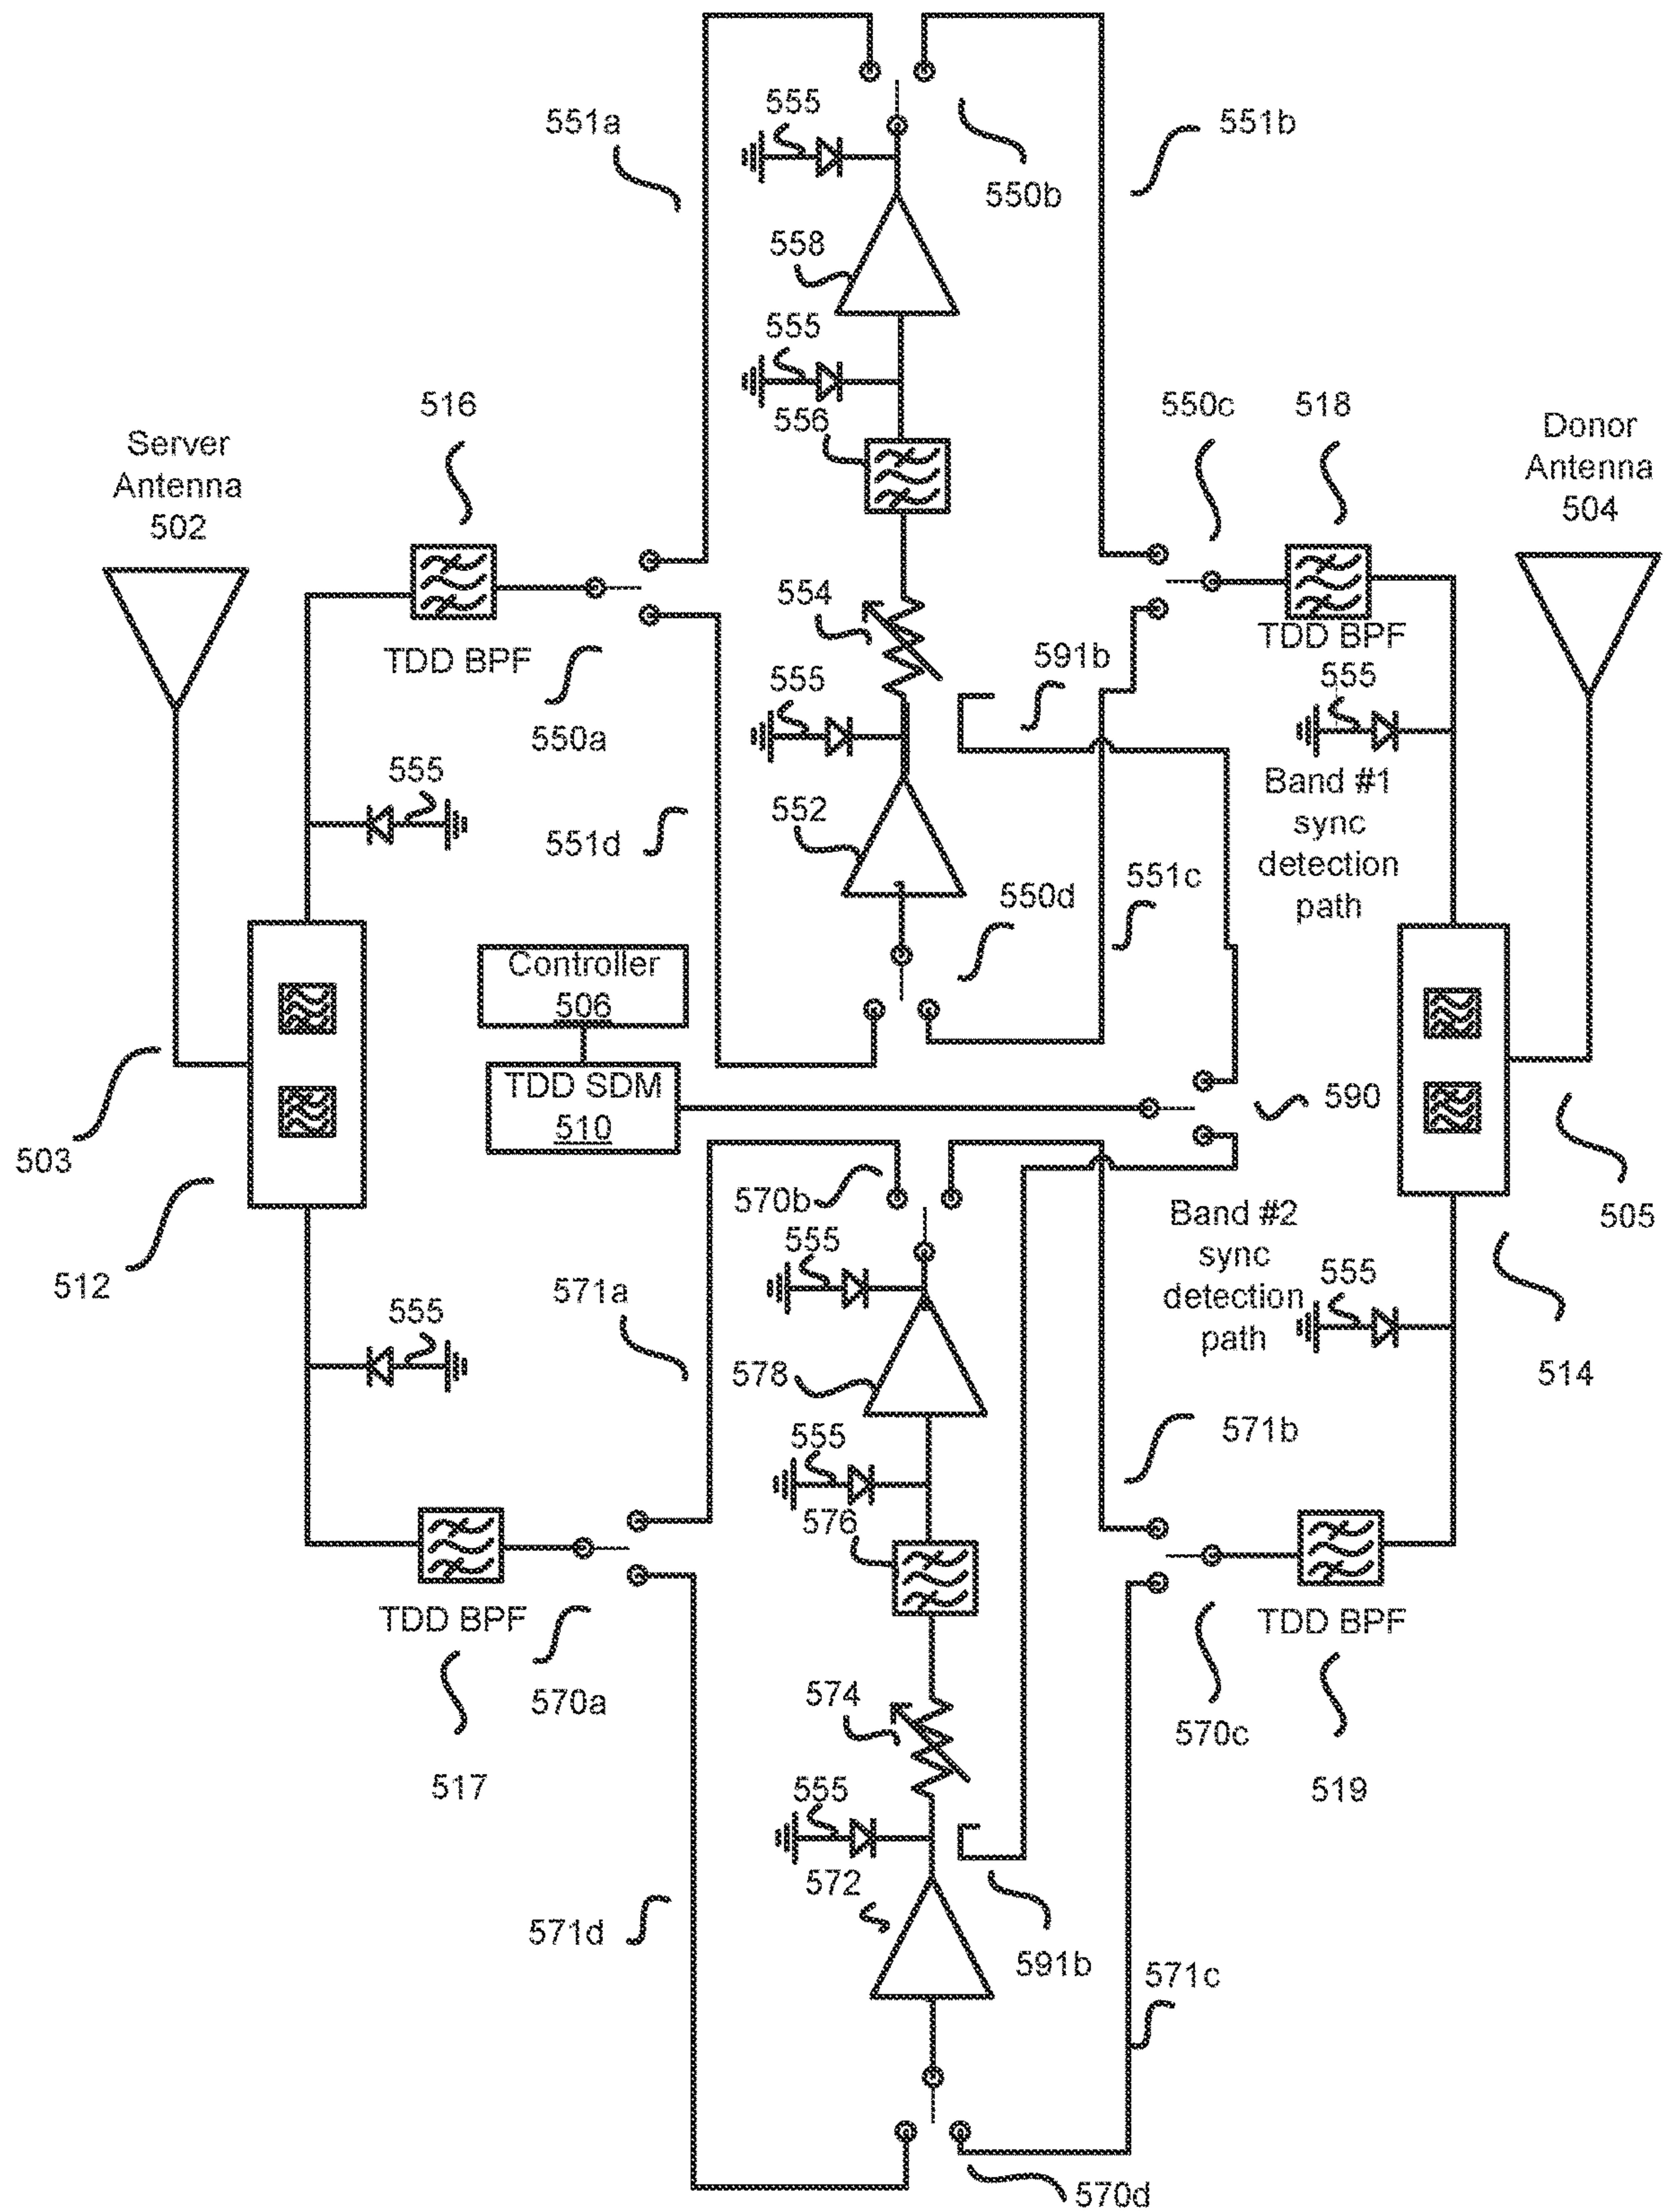 551a
555
550b
551b
558
555
516
556
550c
518
Server
Antenna
502
Donor
Antenna
504
554
TDD BPF
591b
TDD BPF
555
555
550a
555
Band #1
sync
detection
path
552
551d
551c
550d
Controller
506
TDD SDM
510
590
503
570b
505
512
555
Band #2
sync
detection
path
571a
555
555
514
578
571b
555
576
TDD BPF
TDD BPF
570a
574
570c
517
555
519
572
571d
591b
571c
570d